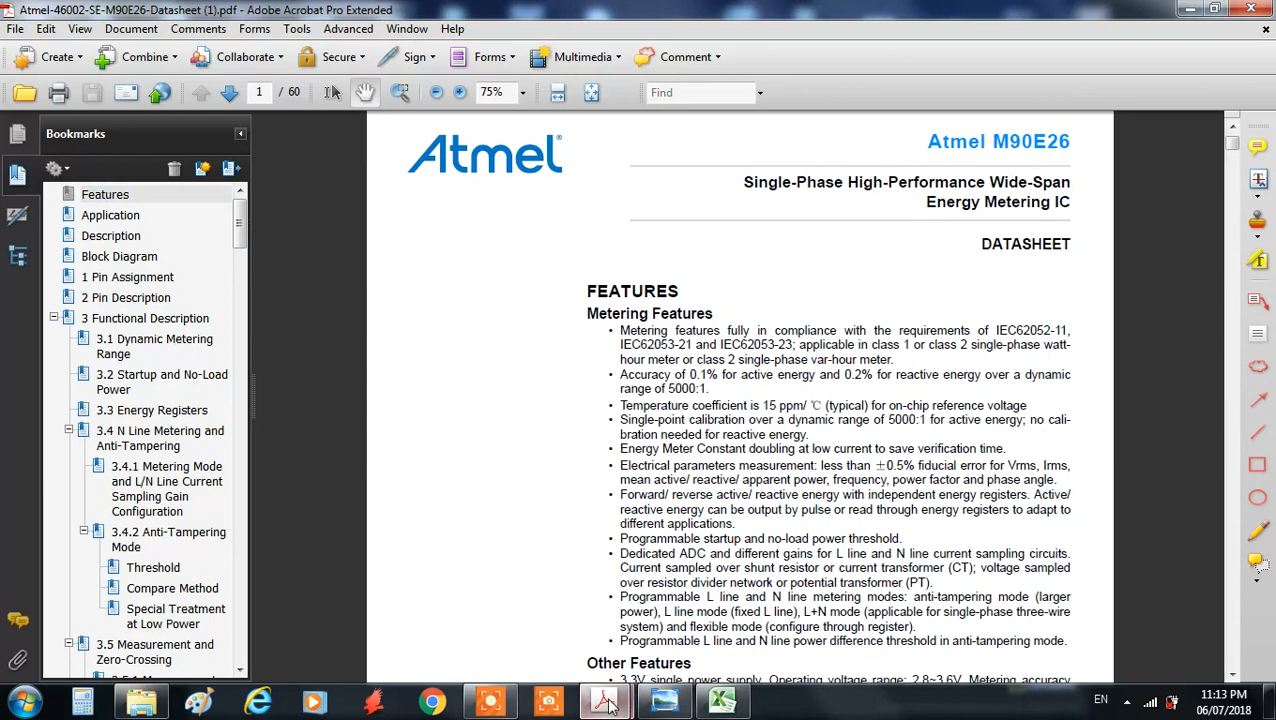 Atmel-46002-SE-M90E26-Datasheet (1).pdf - Adobe Acrobat Pro Extended
File Edit View Document Comments Forms Tools Advanced Window Help
Create Combine Collaborate Secure Sign Forms Multimedia Comment
1 / 60 75% Find
Bookmarks
Features
Application
Description
Block Diagram
1 Pin Assignment
2 Pin Description
3 Functional Description
3.1 Dynamic Metering
Range
3.2 Startup and No-Load
Power
3.3 Energy Registers
3.4 N Line Metering and
Anti-Tampering
3.4.1 Metering Mode
and L/N Line Current
Sampling Gain
Configuration
3.4.2 Anti-Tampering
Mode
Threshold
Compare Method
Special Treatment
at Low Power
3.5 Measurement and
Zero-Crossing
Atmel
Atmel M90E26
Single-Phase High-Performance Wide-Span
Energy Metering IC
DATASHEET
FEATURES
Metering Features
• Metering features fully in compliance with the requirements of IEC62052-11,
IEC62053-21 and IEC62053-23; applicable in class 1 or class 2 single-phase watt-
hour meter or class 2 single-phase var-hour meter.
• Accuracy of 0.1% for active energy and 0.2% for reactive energy over a dynamic
range of 5000:1.
• Temperature coefficient is 15 ppm/ ℃ (typical) for on-chip reference voltage
• Single-point calibration over a dynamic range of 5000:1 for active energy; no cali-
bration needed for reactive energy.
• Energy Meter Constant doubling at low current to save verification time.
• Electrical parameters measurement: less than ±0.5% fiducial error for Vrms, Irms,
mean active/ reactive/ apparent power, frequency, power factor and phase angle.
• Forward/ reverse active/ reactive energy with independent energy registers. Active/
reactive energy can be output by pulse or read through energy registers to adapt to
different applications.
• Programmable startup and no-load power threshold.
• Dedicated ADC and different gains for L line and N line current sampling circuits.
Current sampled over shunt resistor or current transformer (CT); voltage sampled
over resistor divider network or potential transformer (PT).
• Programmable L line and N line metering modes: anti-tampering mode (larger
power), L line mode (fixed L line), L+N mode (applicable for single-phase three-wire
system) and flexible mode (configure through register).
• Programmable L line and N line power difference threshold in anti-tampering mode.
Other Features
• 3.3V single power supply. Operating voltage range: 2.8~3.6V. Metering accuracy
EN
11:13 PM
06/07/2018